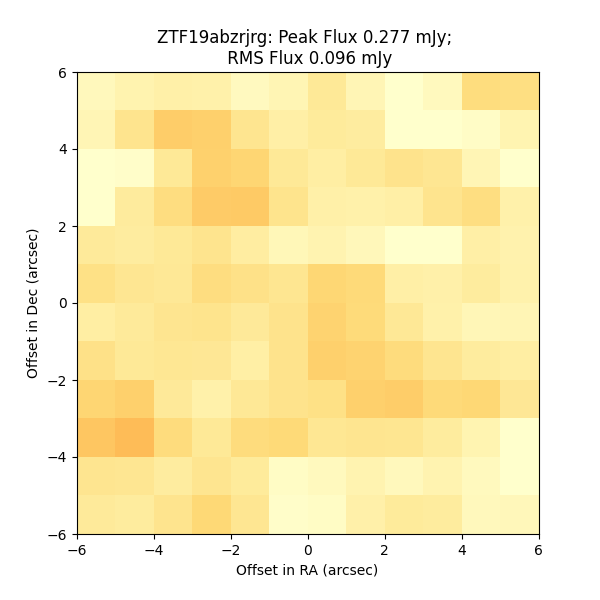 ZTF19abzrjrg: Peak Flux 0.277 mJy;
RMS Flux 0.096 mJy
6
4
2
0
−2
−4
−6
Offset in Dec (arcsec)
−6 −4 −2 0 2 4 6
Offset in RA (arcsec)